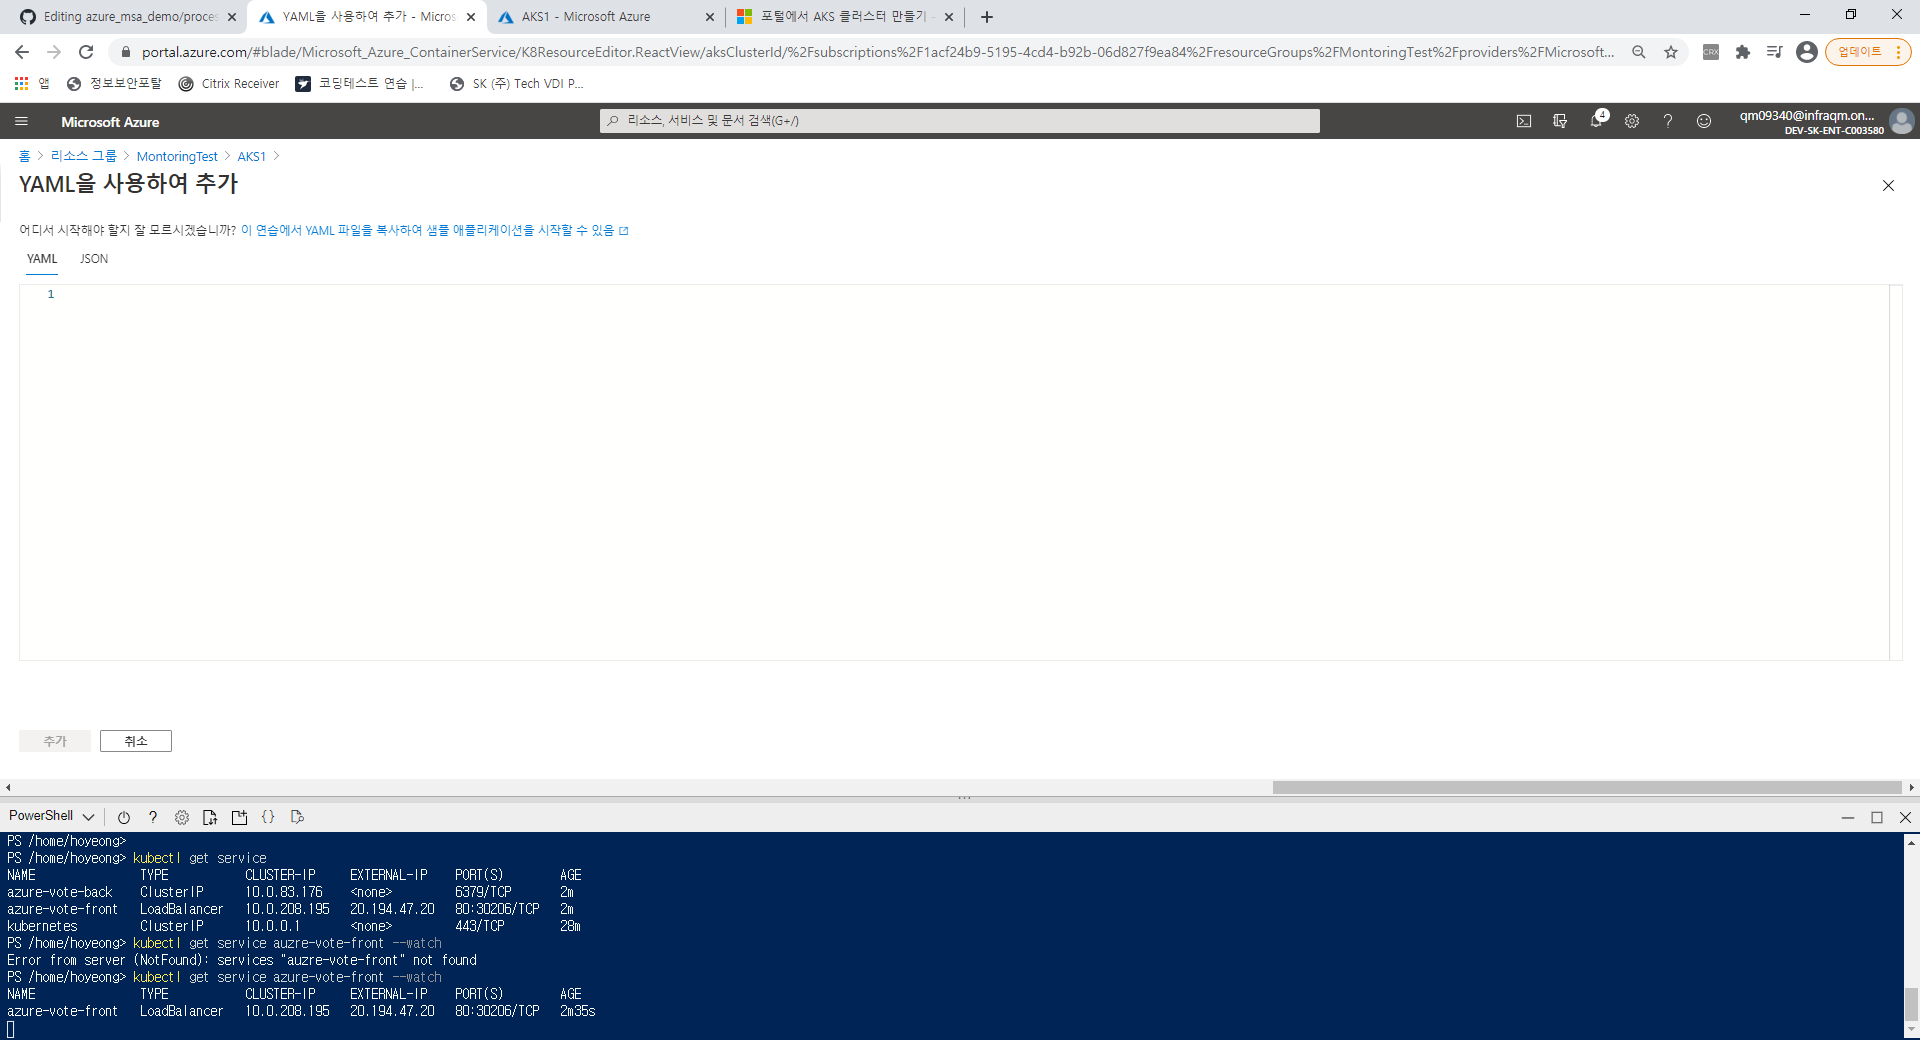 Editing azure_msa_demo/proces
YAML을 사용하여 추가 - Micros
AKS1 - Microsoft Azure
포털에서 AKS 클러스터 만들기 -
portal.azure.com/#blade/Microsoft_Azure_ContainerService/K8ResourceEditor.ReactView/aksClusterId/%2Fsubscriptions%2F1acf24b9-5195-4cd4-b92b-06d827f9ea84%2FresourceGroups%2FMontoringTest%2Fproviders%2FMicrosoft...
CRX
업데이트
앱
정보보안포탈
Citrix Receiver
코딩테스트 연습 |...
SK (주) Tech VDI P...
Microsoft Azure
리소스, 서비스 및 문서 검색(G+/)
4
qm09340@infraqm.on...
DEV-SK-ENT-C003580
홈 > 리소스 그룹 > MontoringTest > AKS1 >
YAML을 사용하여 추가
어디서 시작해야 할지 잘 모르시겠습니까? 이 연습에서 YAML 파일을 복사하여 샘플 애플리케이션을 시작할 수 있음
YAML JSON
1
추가 취소
PowerShell
PS /home/hoyeong>
PS /home/hoyeong> kubectl get service
NAME TYPE CLUSTER-IP EXTERNAL-IP PORT(S) AGE
azure-vote-back ClusterIP 10.0.83.176 <none> 6379/TCP 2m
azure-vote-front LoadBalancer 10.0.208.195 20.194.47.20 80:30206/TCP 2m
kubernetes ClusterIP 10.0.0.1 <none> 443/TCP 28m
PS /home/hoyeong> kubectl get service auzre-vote-front --watch
Error from server (NotFound): services "auzre-vote-front" not found
PS /home/hoyeong> kubectl get service azure-vote-front --watch
NAME TYPE CLUSTER-IP EXTERNAL-IP PORT(S) AGE
azure-vote-front LoadBalancer 10.0.208.195 20.194.47.20 80:30206/TCP 2m35s